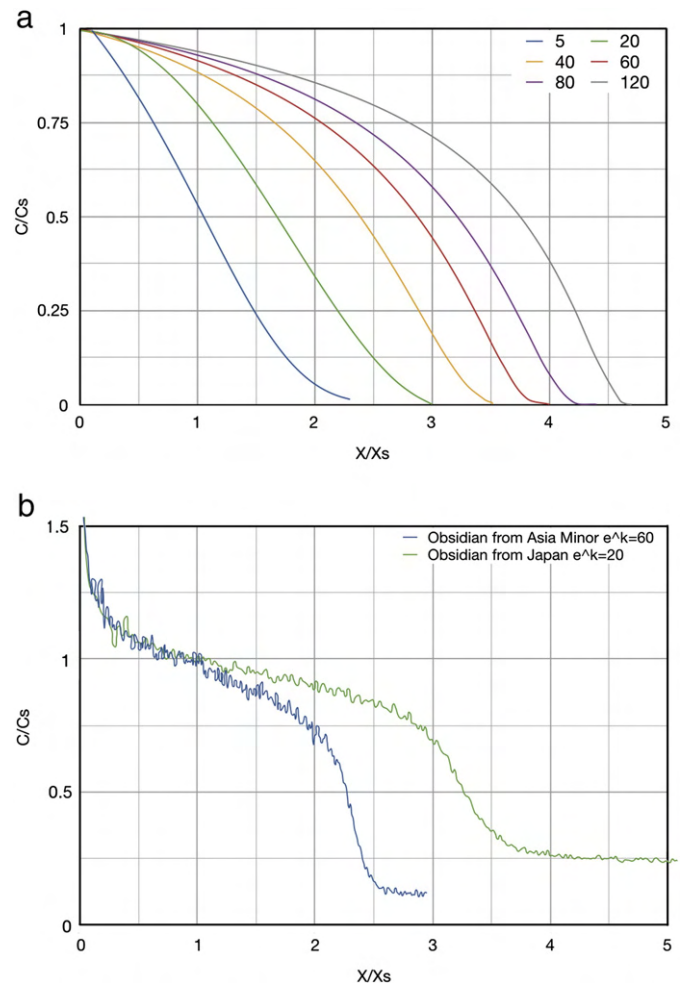 a
1
0.75
0.5
0.25
0
C/Cs
5 20
40 60
80 120
0 1 2 3 4 5
X/Xs
b
1.5
1
0.5
0
C/Cs
Obsidian from Asia Minor e^k=60
Obsidian from Japan e^k=20
0 1 2 3 4 5
X/Xs